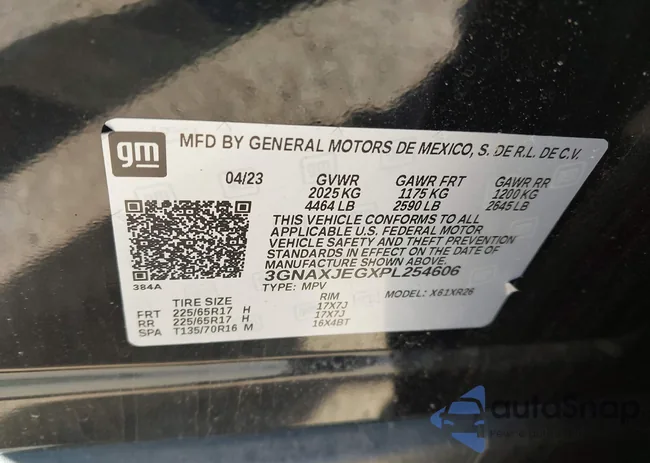 gm MFD BY GENERAL MOTORS DE MEXICO, S. DE R.L. DE C.V.
04/23 GVWR GAWR FRT GAWR RR
2025 KG 1175 KG 1200 KG
4464 LB 2590 LB 2645 LB
THIS VEHICLE CONFORMS TO ALL
APPLICABLE U.S. FEDERAL MOTOR
VEHICLE SAFETY AND THEFT PREVENTION
STANDARDS IN EFFECT ON THE DATE OF
MANUFACTURE SHOWN ABOVE.
3GNAXJEGXPL254606
384A TYPE: MPV MODEL: X61XR26
TIRE SIZE RIM
FRT 225/65R17 H 17X7J
RR 225/65R17 H 17X7J
SPA T135/70R16 M 16X4BT
autoSnap